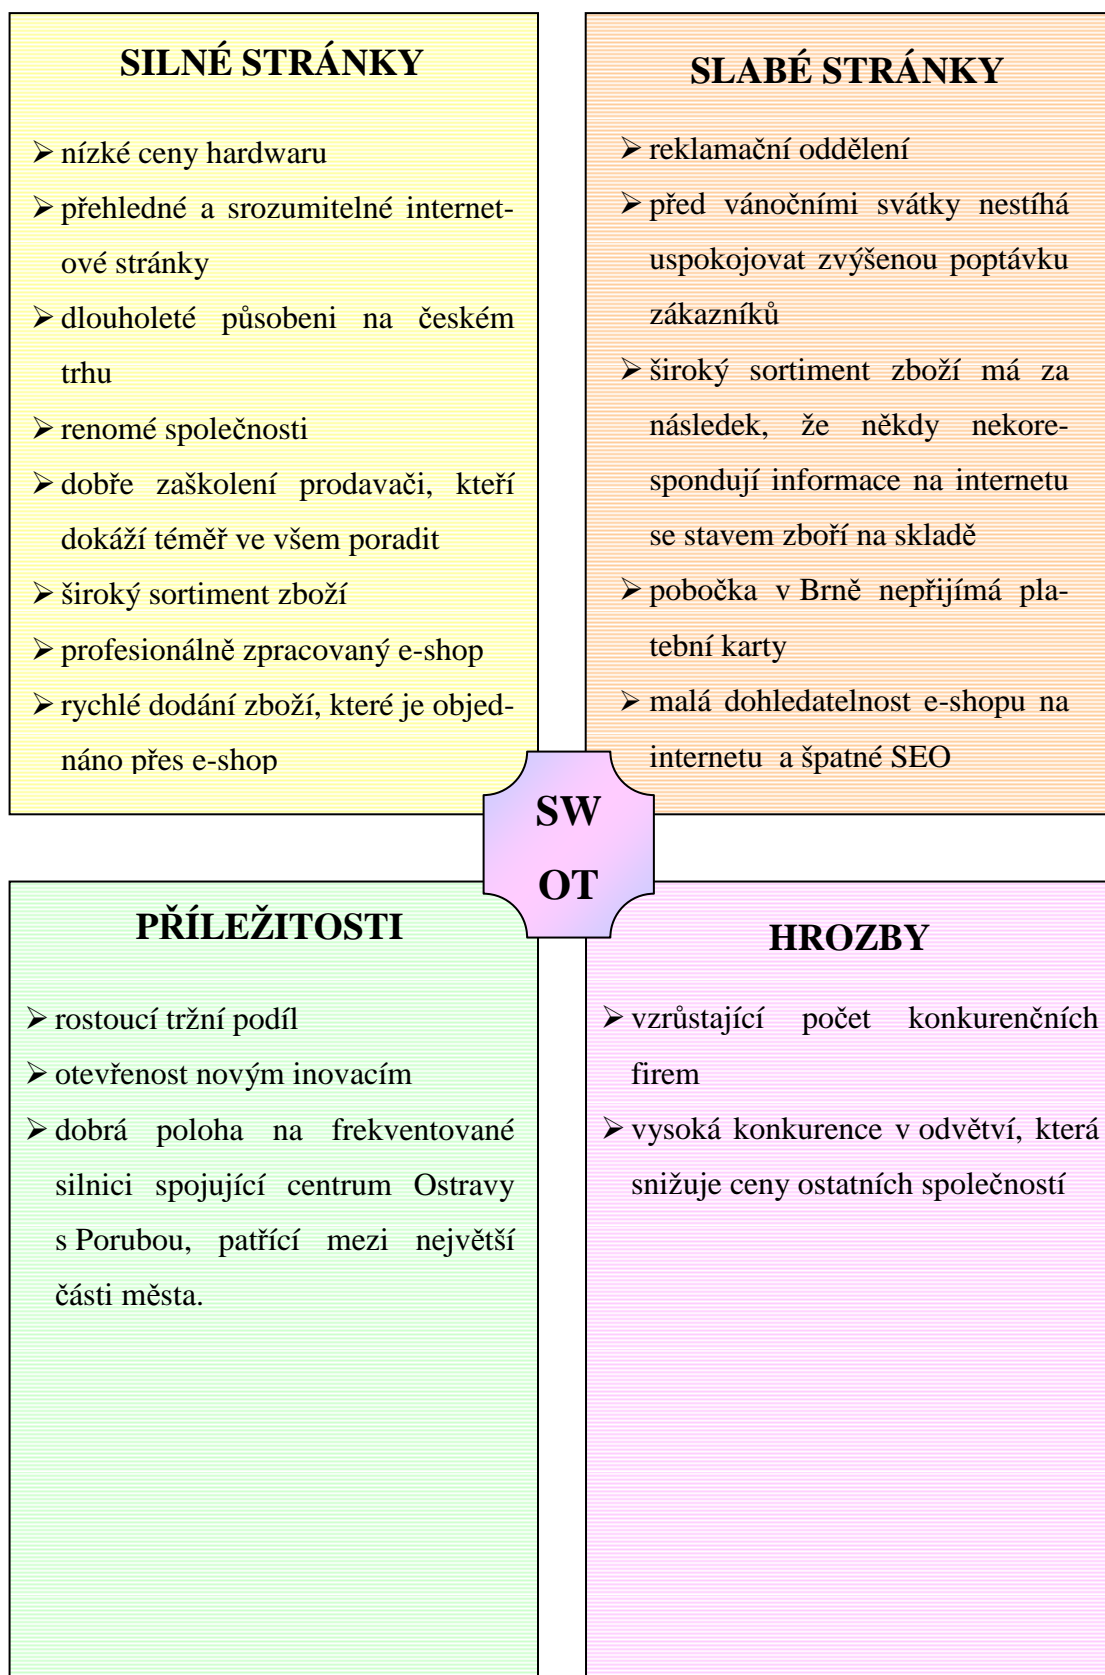 SILNÉ STRÁNKY
➢ nízké ceny hardwaru
➢ přehledné a srozumitelné internet-
ové stránky
➢ dlouholeté působeni na českém
trhu
➢ renomé společnosti
➢ dobře zaškolení prodavači, kteří
dokáží téměř ve všem poradit
➢ široký sortiment zboží
➢ profesionálně zpracovaný e-shop
➢ rychlé dodání zboží, které je objed-
náno přes e-shop
SLABÉ STRÁNKY
➢ reklamační oddělení
➢ před vánočními svátky nestíhá
uspokojovat zvýšenou poptávku
zákazníků
➢ široký sortiment zboží má za
následek, že někdy nekore-
spondují informace na internetu
se stavem zboří na skladě
➢ pobočka v Brně nepřijímá pla-
tební karty
➢ malá dohledatelnost e-shopu na
internetu  a špatné SEO
SW
OT
PŘÍLEŽITOSTI
➢ rostoucí tržní podíl
➢ otevřenost novým inovacím
➢ dobrá poloha na frekventované
silnici spojující centrum Ostravy
s Porubou, patřící mezi největší
části města.
HROZBY
➢ vzrůstající počet konkurenčních
firem
➢ vysoká konkurence v odvětví, která
snižuje ceny ostatních společností